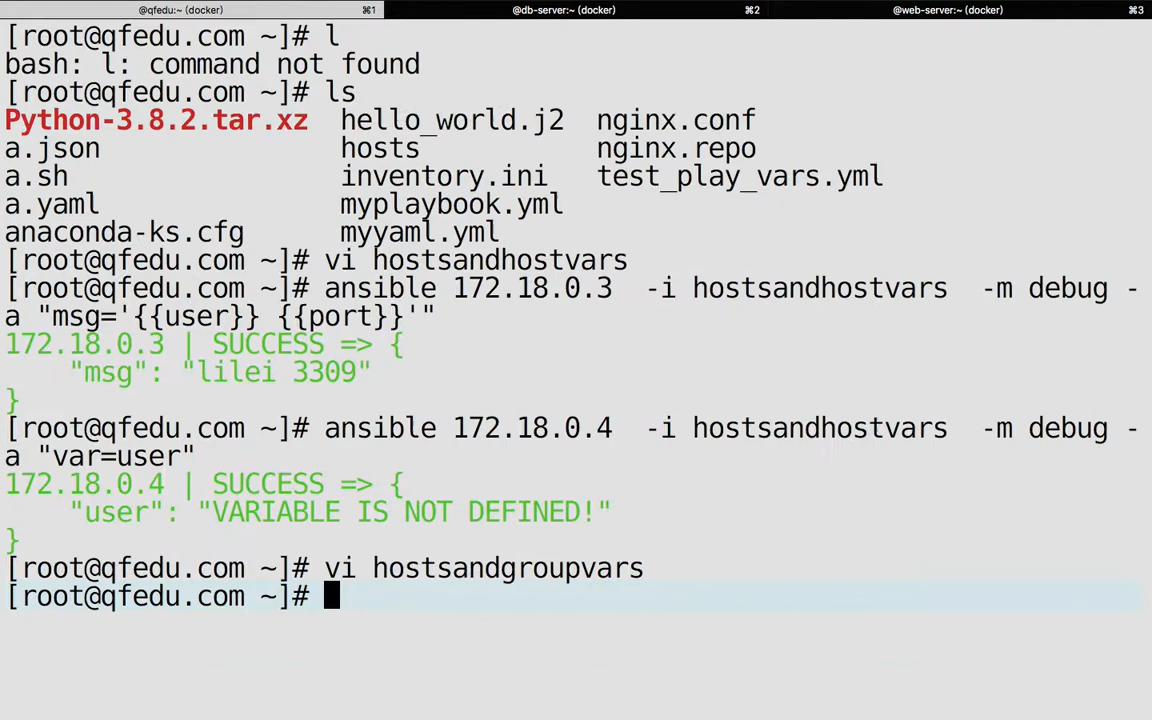 @qfedu:~ (docker) ⌘1 @db-server:~ (docker) ⌘2 @web-server:~ (docker) ⌘3
[root@qfedu.com ~]# l
bash: l: command not found
[root@qfedu.com ~]# ls
Python-3.8.2.tar.xz hello_world.j2 nginx.conf
a.json hosts nginx.repo
a.sh inventory.ini test_play_vars.yml
a.yaml myplaybook.yml
anaconda-ks.cfg myyaml.yml
[root@qfedu.com ~]# vi hostsandhostvars
[root@qfedu.com ~]# ansible 172.18.0.3  -i hostsandhostvars  -m debug -
a "msg='{{user}} {{port}}'"
172.18.0.3 | SUCCESS => {
    "msg": "lilei 3309"
}
[root@qfedu.com ~]# ansible 172.18.0.4  -i hostsandhostvars  -m debug -
a "var=user"
172.18.0.4 | SUCCESS => {
    "user": "VARIABLE IS NOT DEFINED!"
}
[root@qfedu.com ~]# vi hostsandgroupvars
[root@qfedu.com ~]#